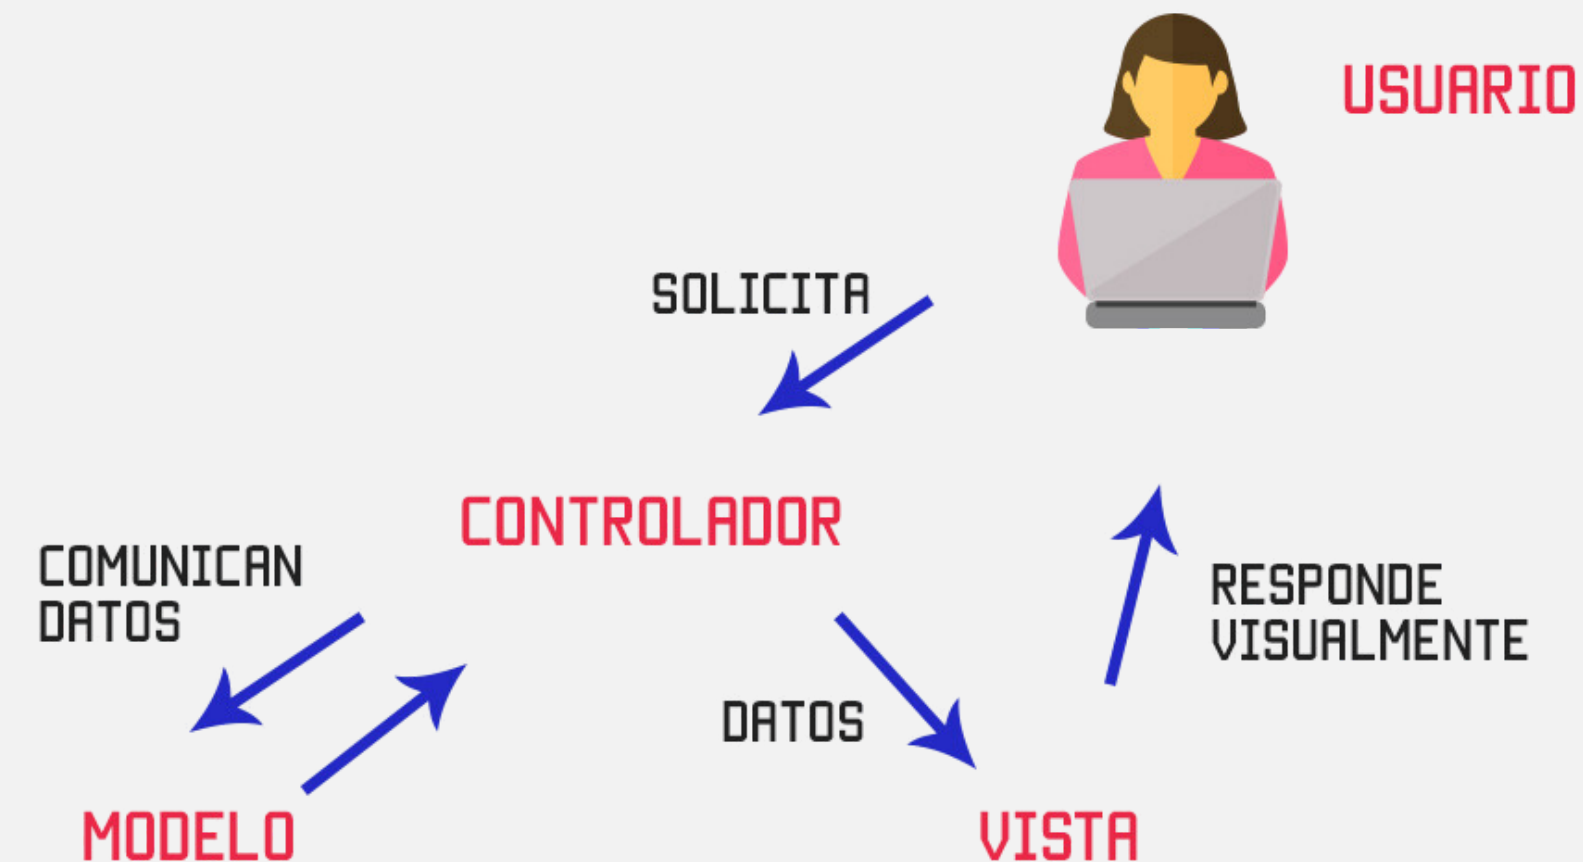 USUARIO
SOLICITA
CONTROLADOR
COMUNICAN
DATOS
RESPONDE
VISUALMENTE
DATOS
MODELO
VISTA